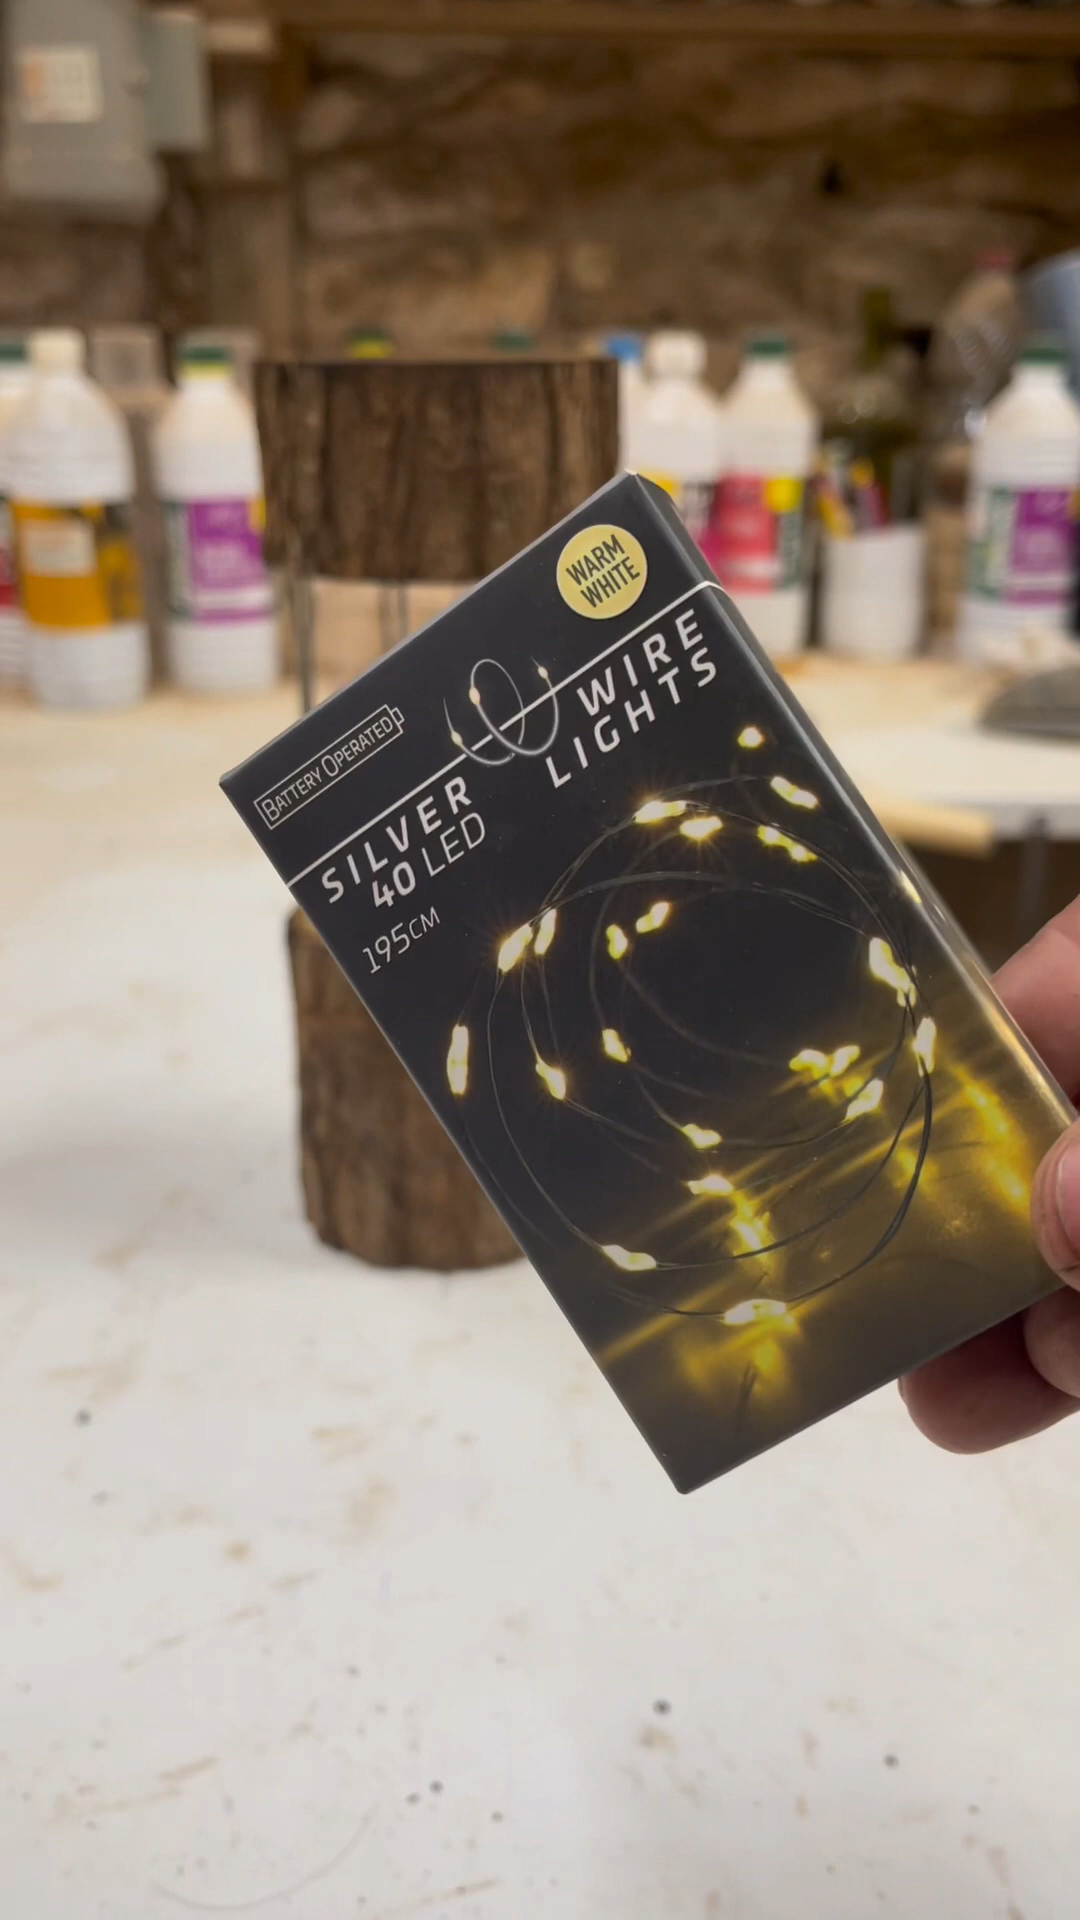 WARM
WHITE
BATTERY OPERATED
SILVER
WIRE
LIGHTS
40 LED
195CM